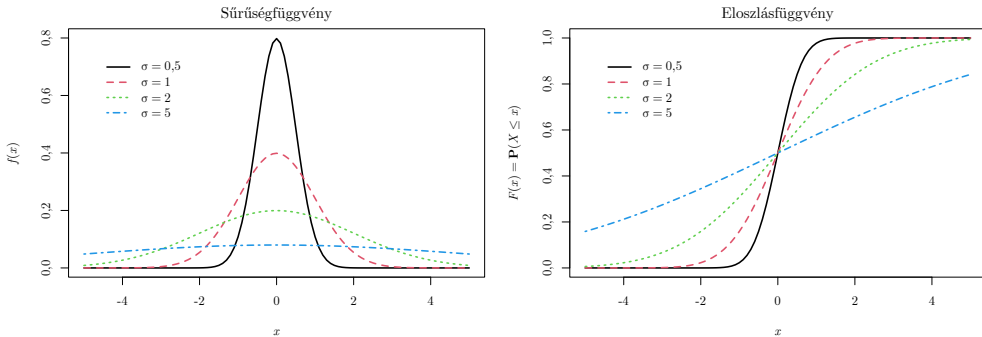 Sűrűségfüggvény
f(x)
0,8
0,6
0,4
0,2
0,0
σ = 0,5
σ = 1
σ = 2
σ = 5
-4 -2 0 2 4
x
Eloszlásfüggvény
F(x) = P(X ≤ x)
1,0
0,8
0,6
0,4
0,2
0,0
σ = 0,5
σ = 1
σ = 2
σ = 5
-4 -2 0 2 4
x